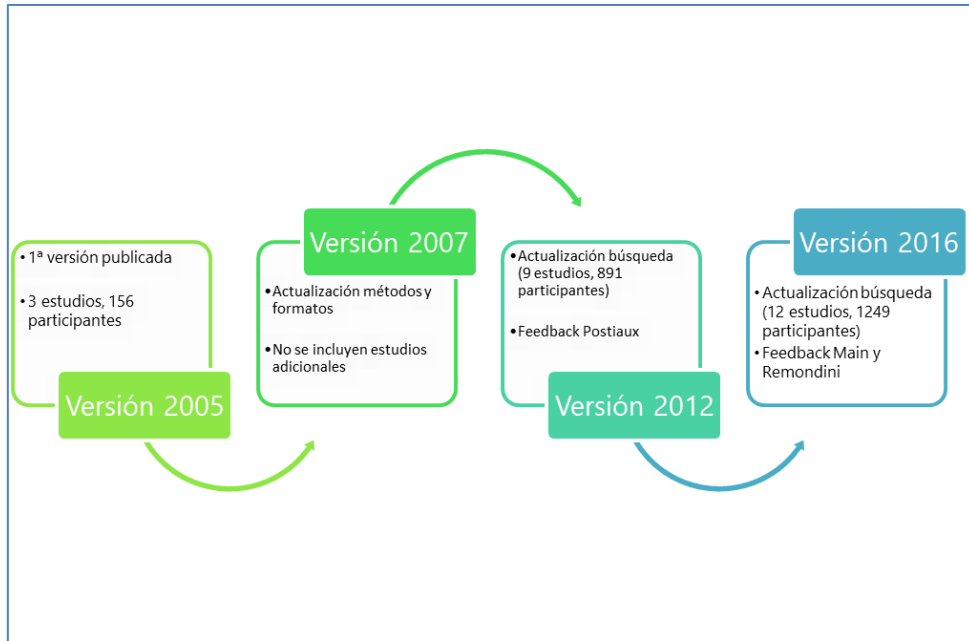 • 1ª versión publicada
• 3 estudios, 156
participantes
Versión 2005
Versión 2007
• Actualización métodos y
formatos
• No se incluyen estudios
adicionales
• Actualización búsqueda
(9 estudios, 891
participantes)
• Feedback Postiaux
Versión 2012
Versión 2016
• Actualización búsqueda
(12 estudios, 1249
participantes)
• Feedback Main y
Remondini